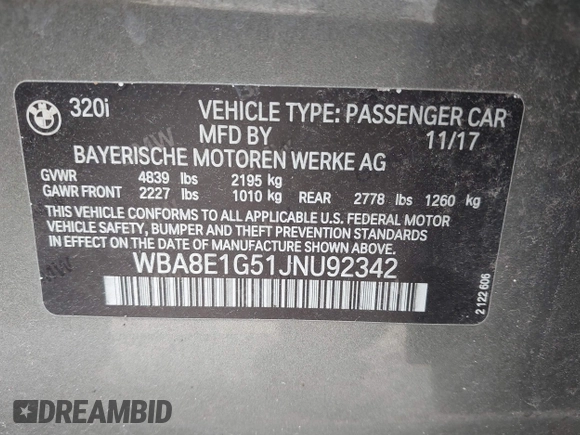 BMW
320i
VEHICLE TYPE: PASSENGER CAR
MFD BY 11/17
BAYERISCHE MOTOREN WERKE AG
GVWR 4839 lbs 2195 kg
GAWR FRONT 2227 lbs 1010 kg REAR 2778 lbs 1260 kg
THIS VEHICLE CONFORMS TO ALL APPLICABLE U.S. FEDERAL MOTOR
VEHICLE SAFETY, BUMPER AND THEFT PREVENTION STANDARDS
IN EFFECT ON THE DATE OF MANUFACTURE SHOWN ABOVE.
WBA8E1G51JNU92342
2 122 606
DREAMBID